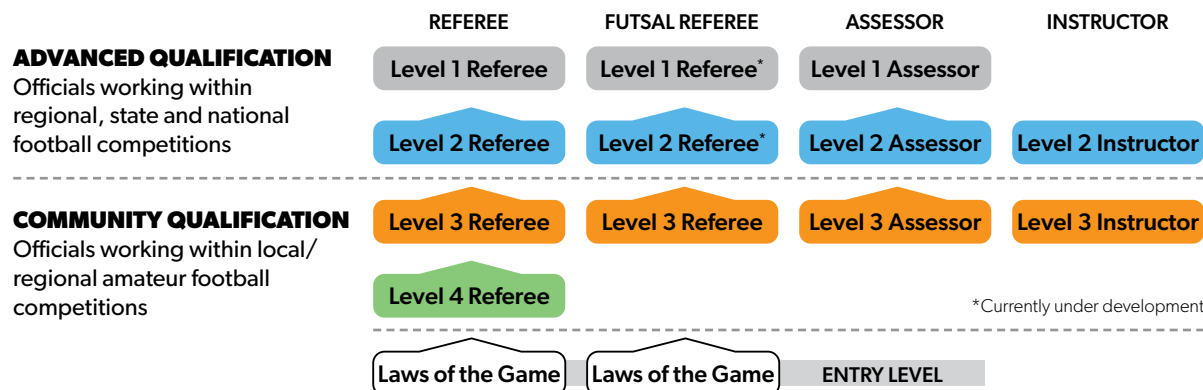 REFEREE FUTSAL REFEREE ASSESSOR INSTRUCTOR
ADVANCED QUALIFICATION
Officials working within
regional, state and national
football competitions
Level 1 Referee Level 1 Referee* Level 1 Assessor
Level 2 Referee Level 2 Referee* Level 2 Assessor Level 2 Instructor
COMMUNITY QUALIFICATION
Officials working within local/
regional amateur football
competitions
Level 3 Referee Level 3 Referee Level 3 Assessor Level 3 Instructor
Level 4 Referee
*Currently under development
Laws of the Game Laws of the Game ENTRY LEVEL